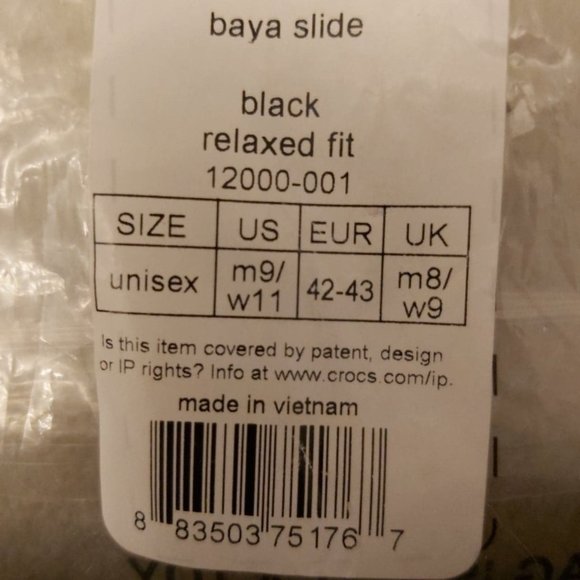 baya slide
black
relaxed fit
12000-001
SIZE US EUR UK
unisex m9/ w11 42-43 m8/ w9
Is this item covered by patent, design
or IP rights? Info at www.crocs.com/ip.
made in vietnam
8 83503 75176 7